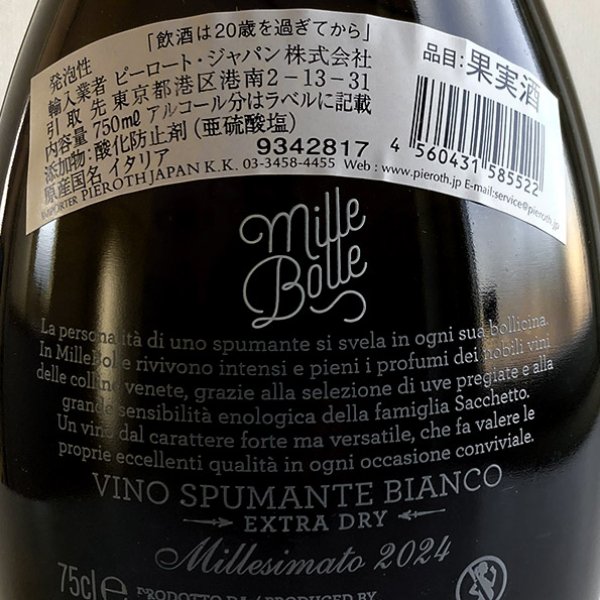 「飲酒は20歳を過ぎてから」
発泡性
品目：果実酒
輸入業者 ピーロート・ジャパン株式会社
引取先 東京都港区港南2-13-31
内容量 750mℓ アルコール分はラベルに記載
添加物：酸化防止剤（亜硫酸塩）
原産国名 イタリア
9342817
4 560431 585522
IMPORTER PIEROTH JAPAN K.K. 03-3458-4455 Web : www.pieroth.jp E-mail:service@pieroth.jp
Mille
Bolle
La personalità di uno spumante si svela in ogni sua bollicina.
In MilleBolle rivivono intensi e pieni i profumi dei nobili vini
delle colline venete, grazie alla selezione di uve pregiate e alla
grande sensibilità enologica della famiglia Sacchetto.
Un vino dal carattere forte ma versatile, che fa valere le
proprie eccellenti qualità in ogni occasione conviviale.
VINO SPUMANTE BIANCO
EXTRA DRY
Millesimato 2024
75cl e PRODOTTO DA / PRODUCED BY